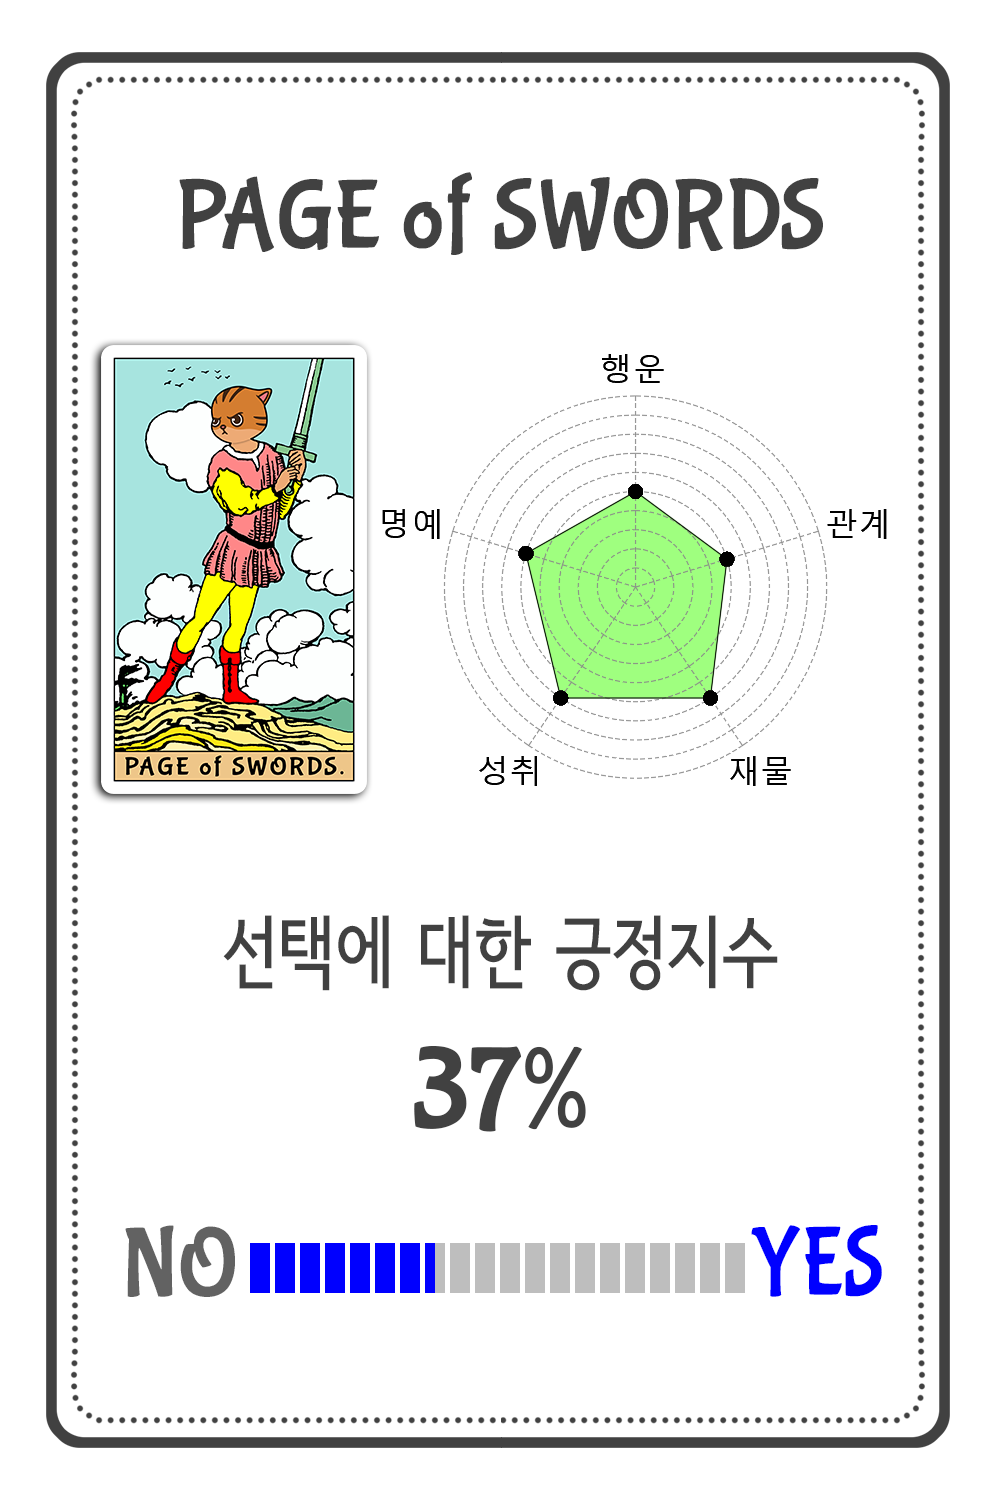 PAGE of SWORDS
행운
명예
관계
성취
재물
PAGE of SWORDS.
선택에 대한 긍정지수
37%
NO YES